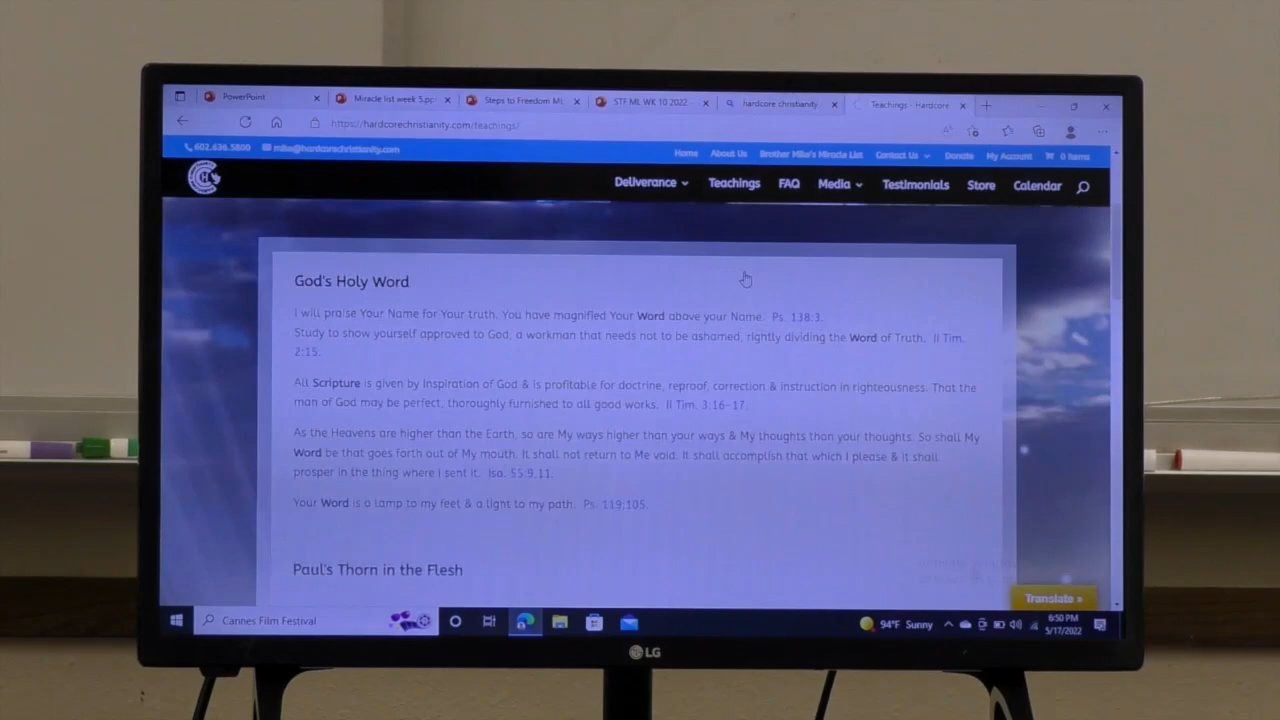 PowerPoint
Miracle list week 5.pp
Steps to Freedom ML
STF ML WK 10 2022 -
hardcore christianity
Teachings - Hardcore
https://hardcorechristianity.com/teachings/
602.636.5800 mike@hardcorechristianity.com
Home About Us Brother Mike's Miracle List Contact Us Donate My Account 0 Items
Deliverance Teachings FAQ Media Testimonials Store Calendar
God's Holy Word
I will praise Your Name for Your truth. You have magnified Your Word above your Name. Ps. 138:3.
Study to show yourself approved to God, a workman that needs not to be ashamed, rightly dividing the Word of Truth. II Tim.
2:15.
All Scripture is given by Inspiration of God & is profitable for doctrine, reproof, correction & instruction in righteousness. That the
man of God may be perfect, thoroughly furnished to all good works. II Tim. 3:16-17.
As the Heavens are higher than the Earth, so are My ways higher than your ways & My thoughts than your thoughts. So shall My
Word be that goes forth out of My mouth. It shall not return to Me void. It shall accomplish that which I please & it shall
prosper in the thing where I sent it. Isa. 55:9,11.
Your Word is a lamp to my feet & a light to my path. Ps. 119:105.
Paul's Thorn in the Flesh
Translate »
Cannes Film Festival
94°F Sunny
6:50 PM
5/17/2022
LG